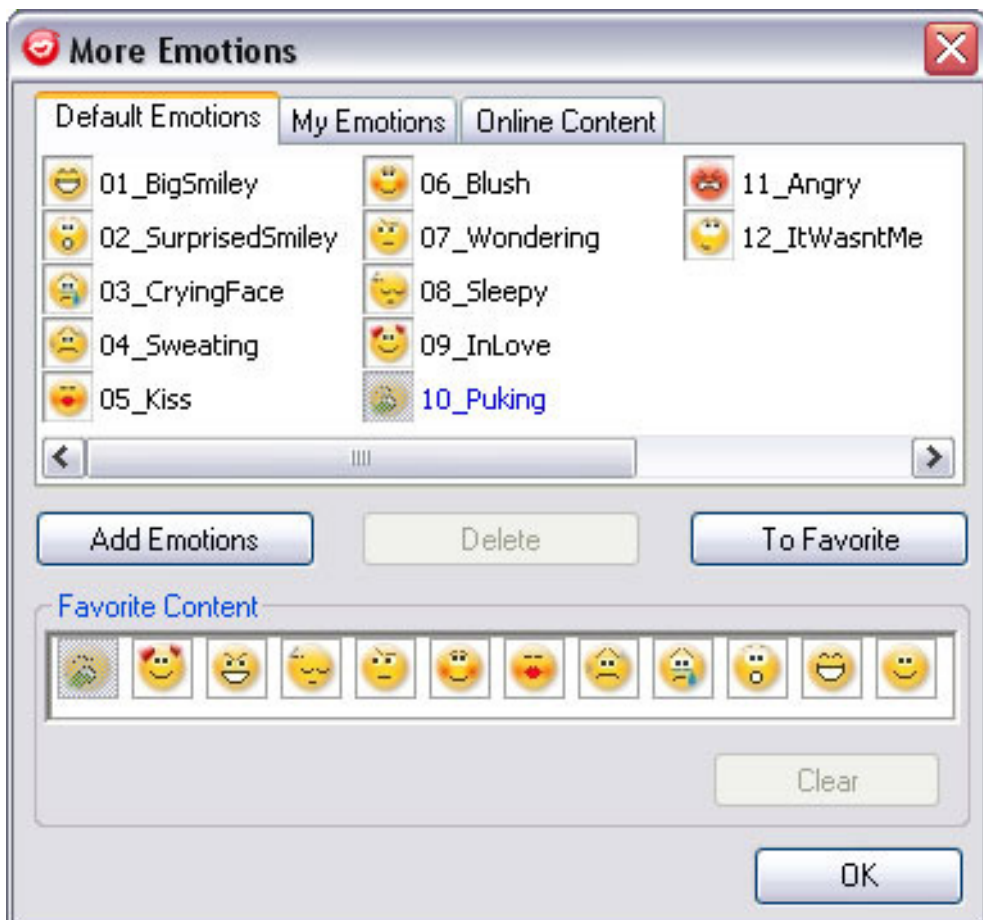 More Emotions
Default Emotions My Emotions Online Content
01_BigSmiley 06_Blush 11_Angry
02_SurprisedSmiley 07_Wondering 12_ItWasntMe
03_CryingFace 08_Sleepy
04_Sweating 09_InLove
05_Kiss 10_Puking
Add Emotions Delete To Favorite
Favorite Content
Clear
OK